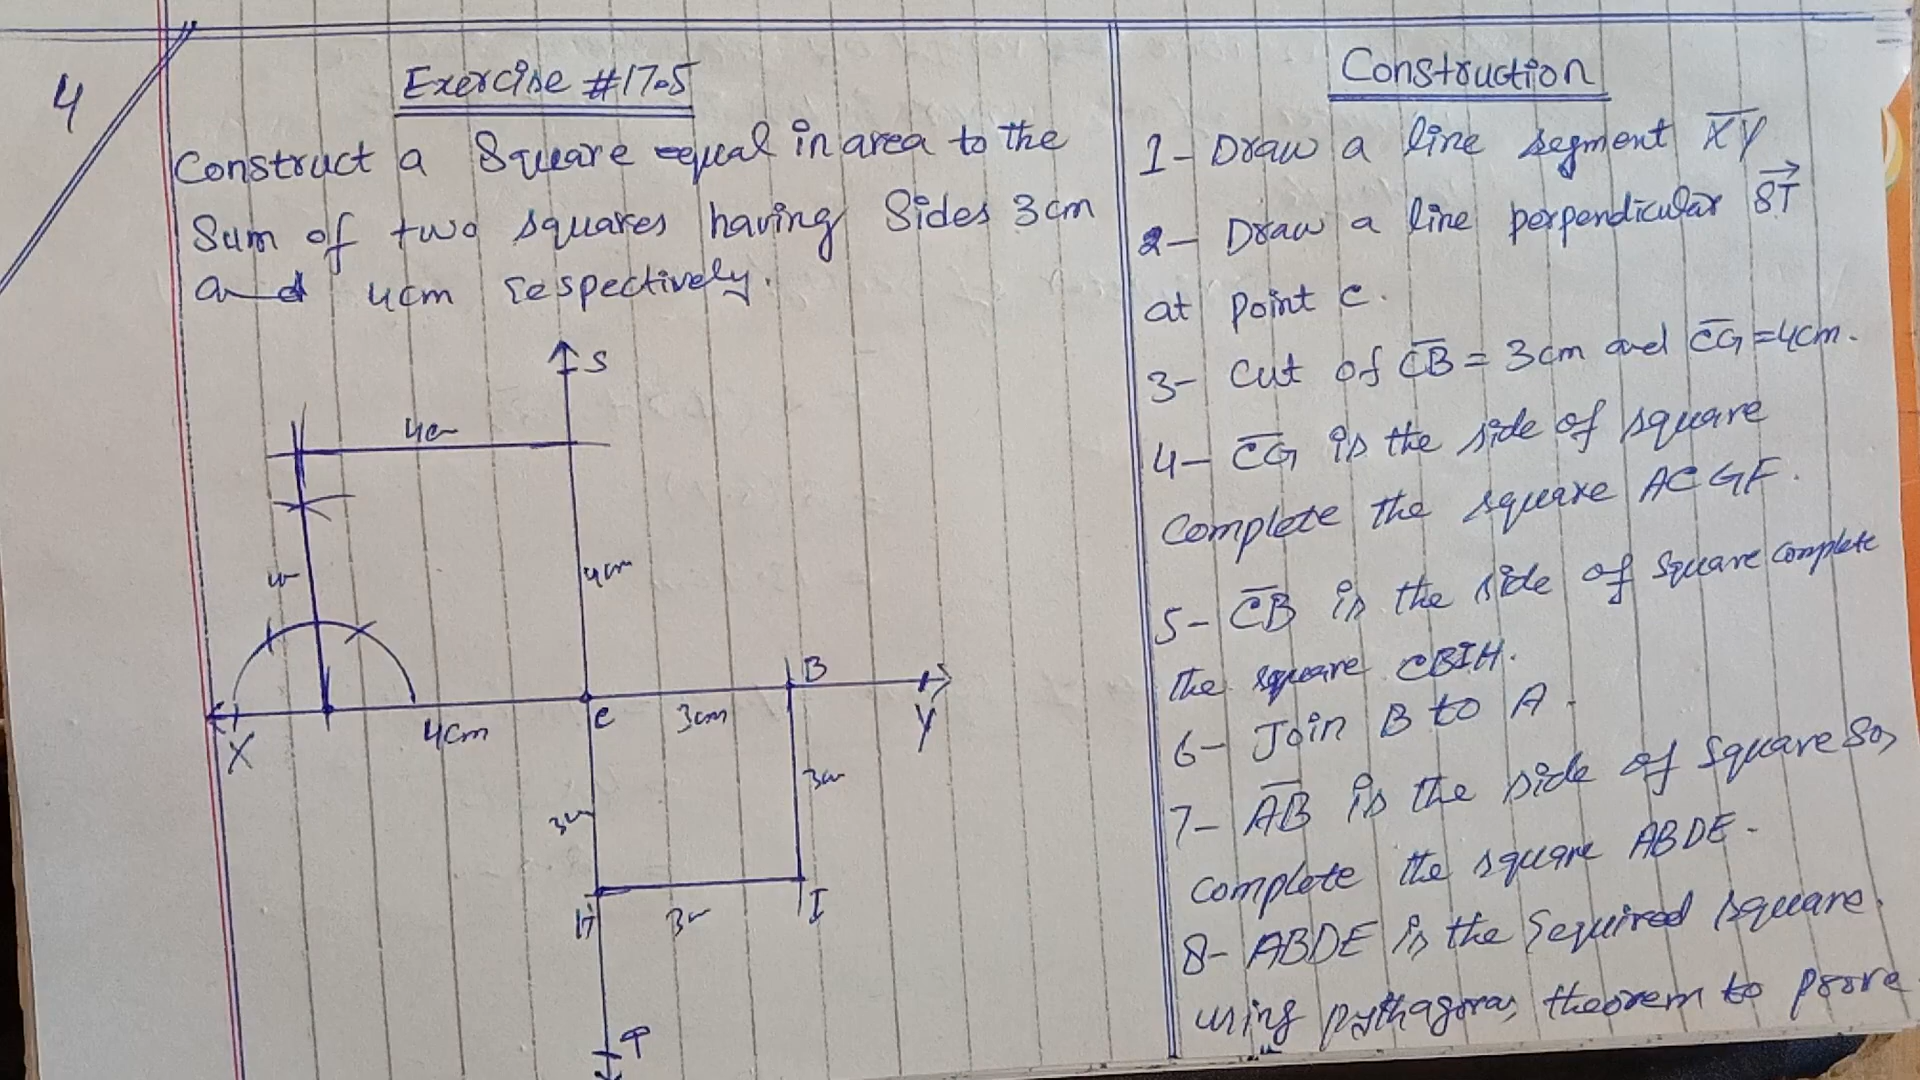 4
Exercise #17.5
Construct a Square equal in area to the
Sum of two squares having Sides 3cm
and 4cm respectively.
S
4cm
4cm
B
X
4cm
C
3cm
Y
3cm
3cm
H
3cm
I
T
Construction
1- Draw a line segment XY
2- Draw a line perpendicular ST
at point C.
3- Cut of CB = 3cm and CG = 4cm.
4- CG is the side of square
Complete the square ACGF.
5- CB is the side of Square complete
the square CBIH.
6- Join B to A.
7- AB is the side of Square So,
complete the square ABDE.
8- ABDE is the required square.
using pythagoras theorem to prove